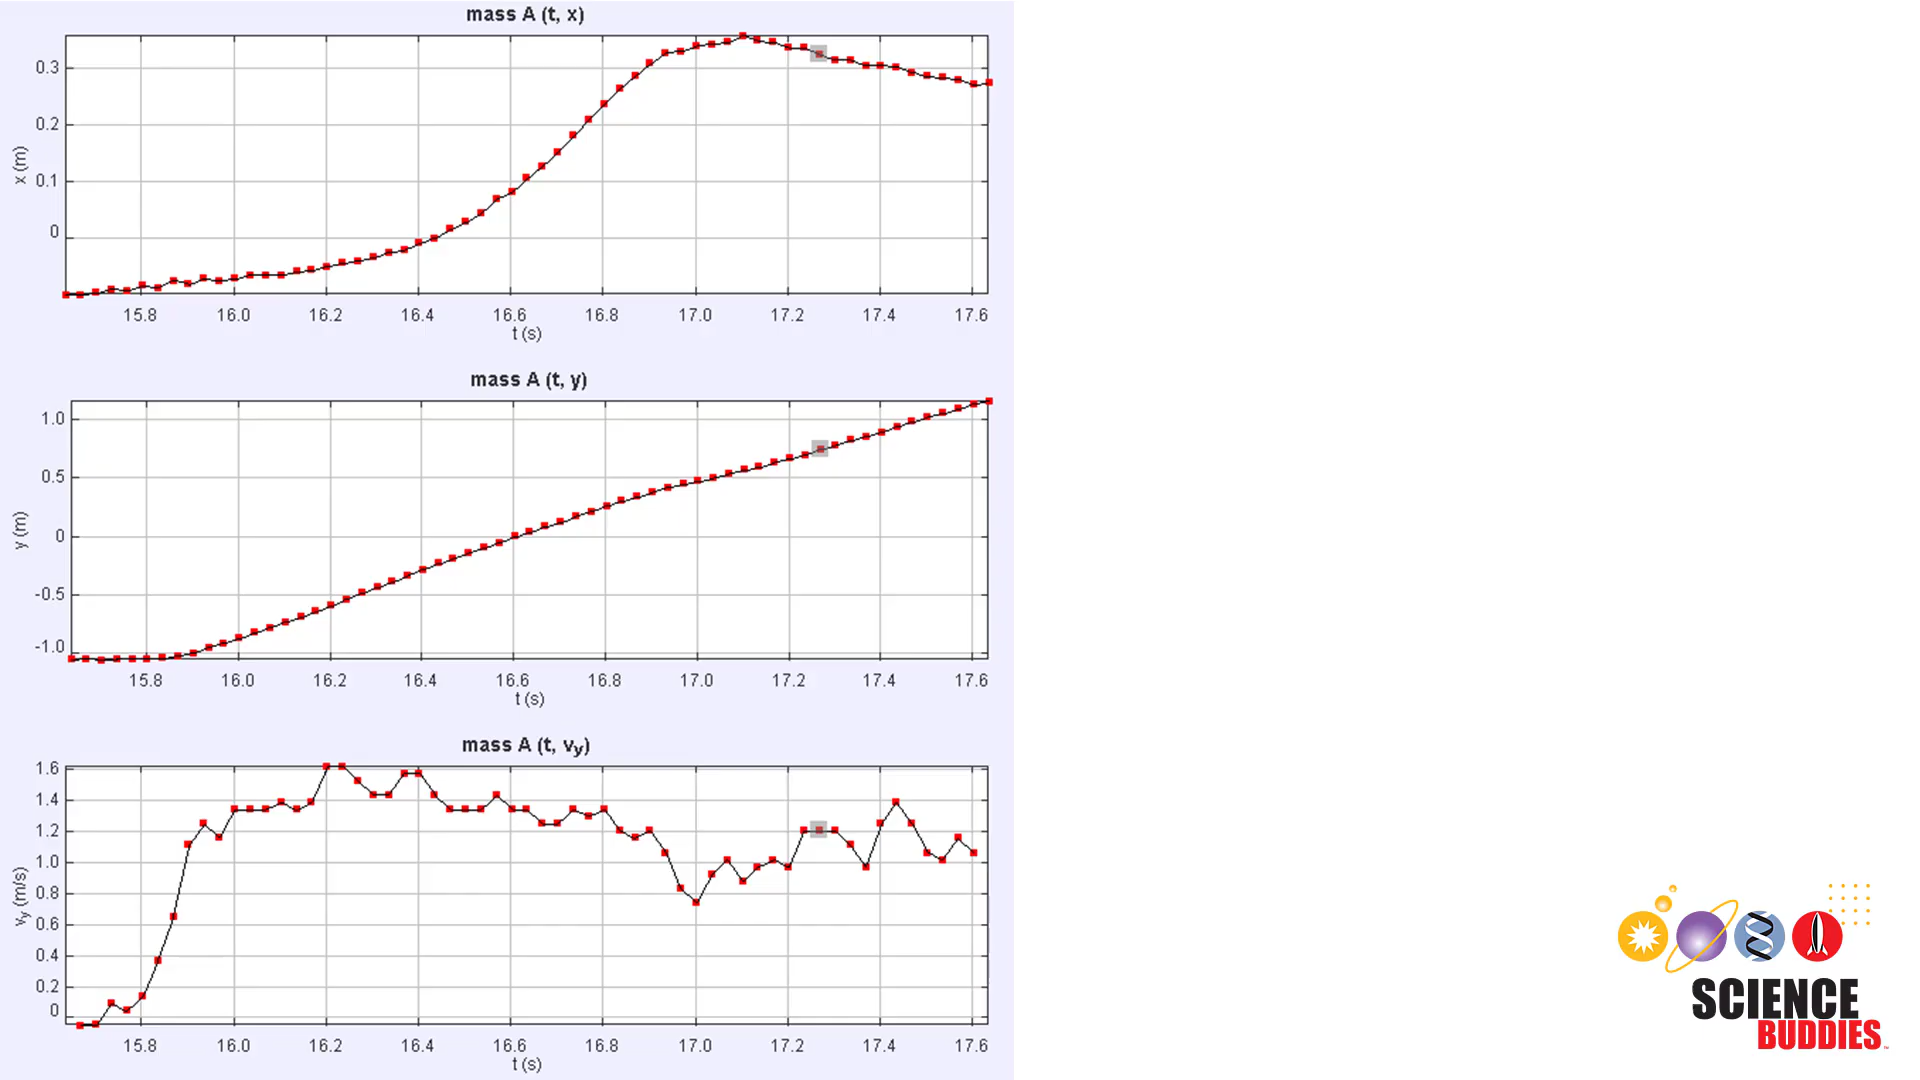 mass A (t, x)
0.3
0.2
0.1
0
x (m)
15.8 16.0 16.2 16.4 16.6 16.8 17.0 17.2 17.4 17.6
t (s)
mass A (t, y)
1.0
0.5
0
-0.5
-1.0
y (m)
15.8 16.0 16.2 16.4 16.6 16.8 17.0 17.2 17.4 17.6
t (s)
mass A (t, vy)
1.6
1.4
1.2
1.0
0.8
0.6
0.4
0.2
0
vy (m/s)
15.8 16.0 16.2 16.4 16.6 16.8 17.0 17.2 17.4 17.6
t (s)
SCIENCE
BUDDIES